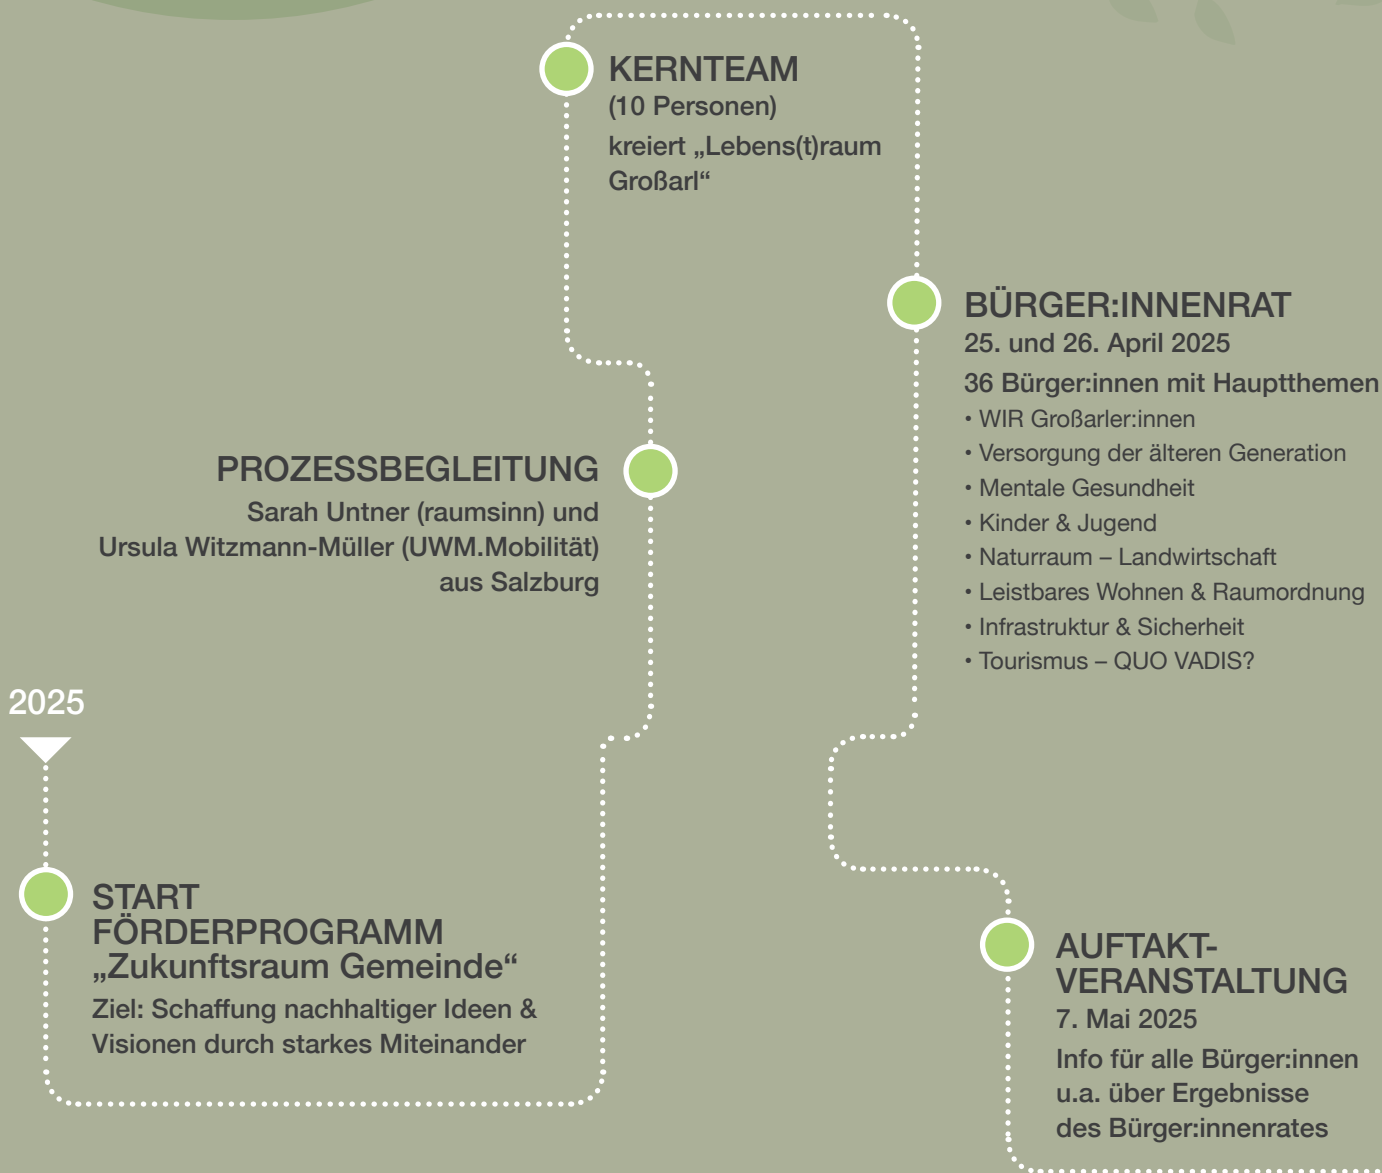 2025
START
FÖRDERPROGRAMM
„Zukunftsraum Gemeinde“
Ziel: Schaffung nachhaltiger Ideen &
Visionen durch starkes Miteinander
PROZESSBEGLEITUNG
Sarah Untner (raumsinn) und
Ursula Witzmann-Müller (UWM.Mobilität)
aus Salzburg
KERNTEAM
(10 Personen)
kreiert „Lebens(t)raum
Großarl“
BÜRGER:INNENRAT
25. und 26. April 2025
36 Bürger:innen mit Hauptthemen
• WIR Großarler:innen
• Versorgung der älteren Generation
• Mentale Gesundheit
• Kinder & Jugend
• Naturraum – Landwirtschaft
• Leistbares Wohnen & Raumordnung
• Infrastruktur & Sicherheit
• Tourismus – QUO VADIS?
AUFTAKT-
VERANSTALTUNG
7. Mai 2025
Info für alle Bürger:innen
u.a. über Ergebnisse
des Bürger:innenrates